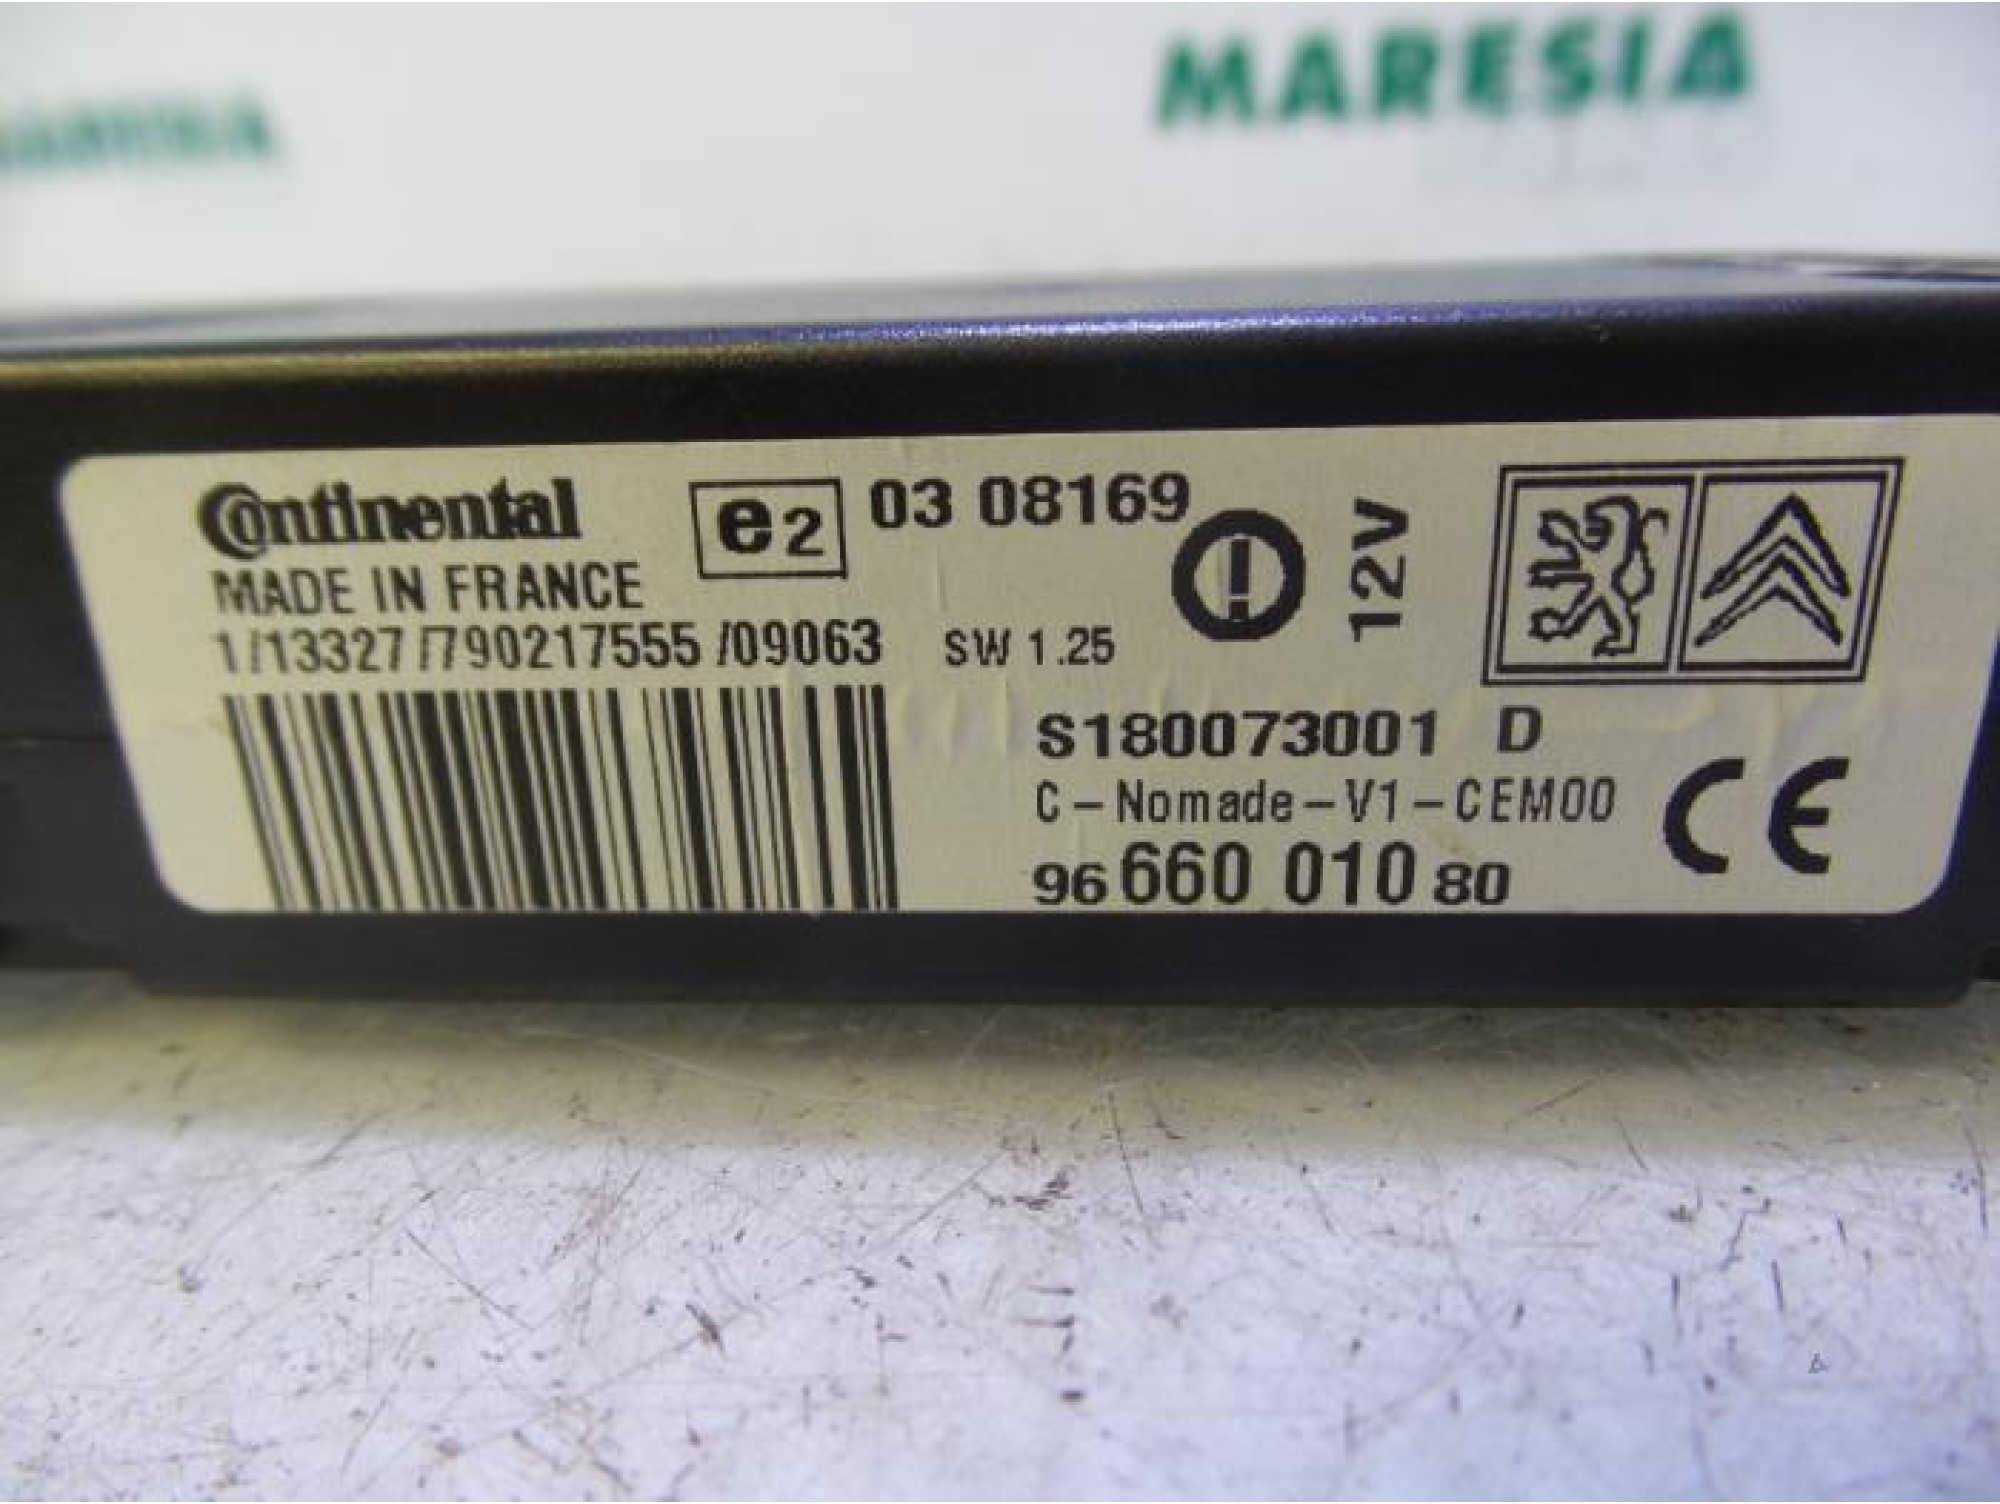 MARESIA
Continental
MADE IN FRANCE
e2 03 08169
12V
1/13327/790217555/09063 SW 1.25
S180073001 D
C-Nomade-V1-CEM00
96 660 010 80
CE